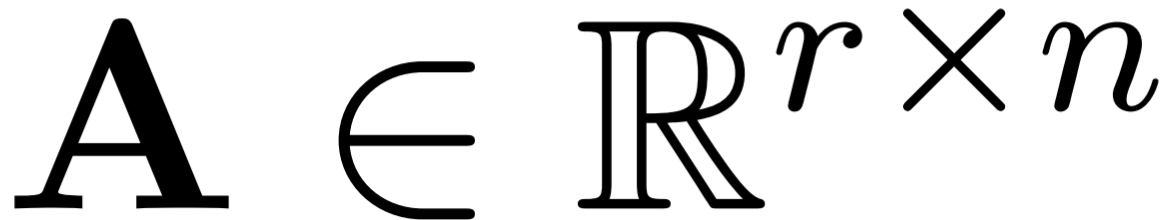 𝐀 ∈ ℝ^{r×n}